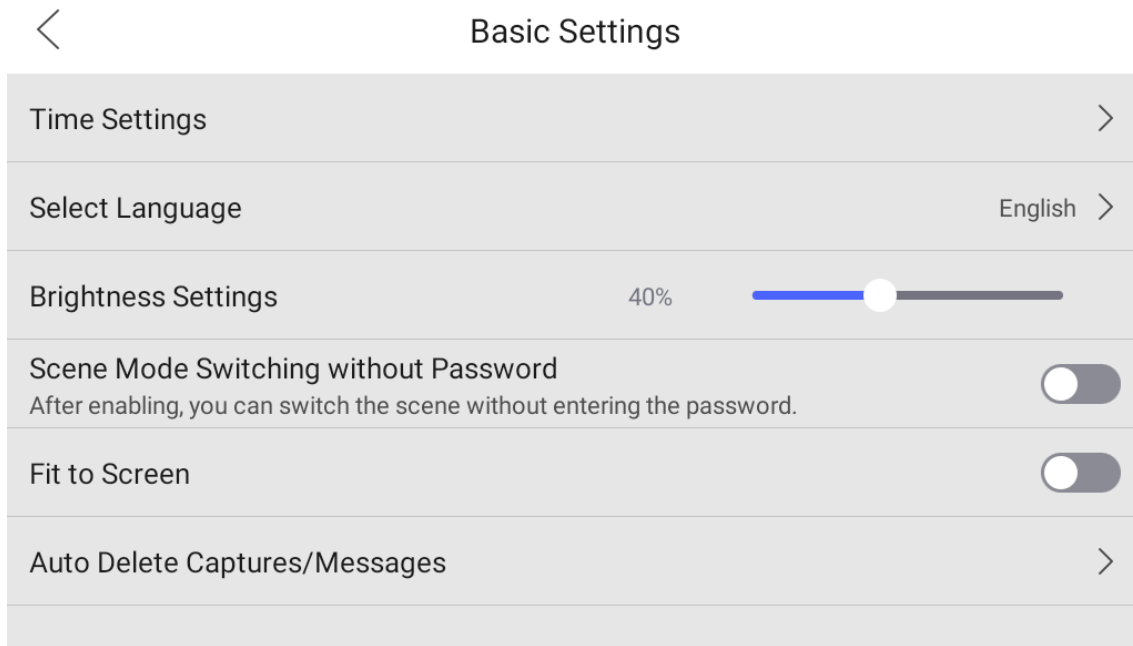 Basic Settings
Time Settings
Select Language
English
Brightness Settings
40%
Scene Mode Switching without Password
After enabling, you can switch the scene without entering the password.
Fit to Screen
Auto Delete Captures/Messages